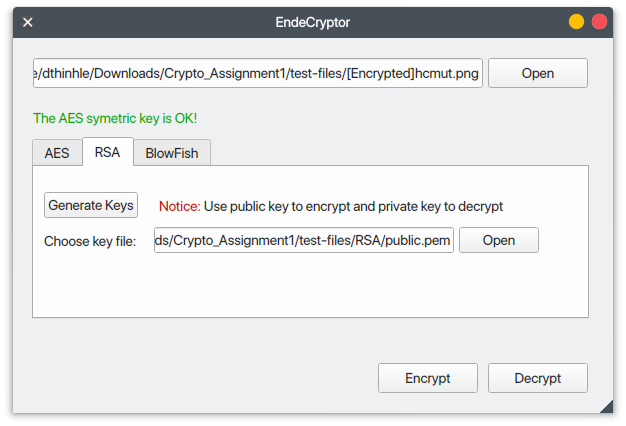 EndeCryptor
e/dthinhle/Downloads/Crypto_Assignment1/test-files/[Encrypted]hcmut.png Open
The AES symetric key is OK!
AES RSA BlowFish
Generate Keys Notice: Use public key to encrypt and private key to decrypt
Choose key file: ds/Crypto_Assignment1/test-files/RSA/public.pem Open
Encrypt Decrypt